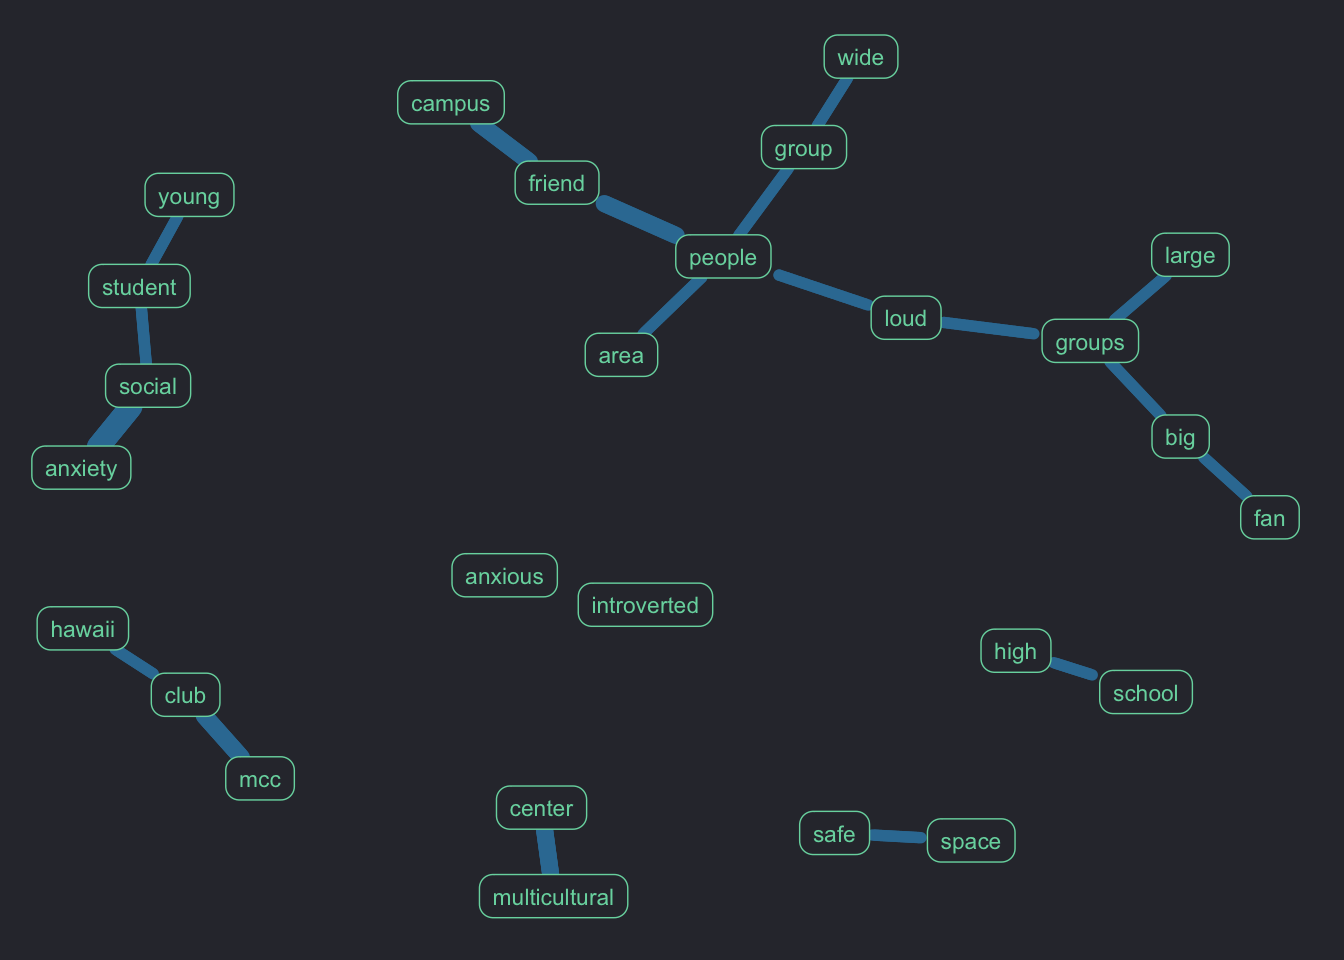 wide
campus
group
friend
young
people
large
student
loud
groups
area
social
big
anxiety
fan
anxious
introverted
hawaii
high
club
school
mcc
center
safe
space
multicultural